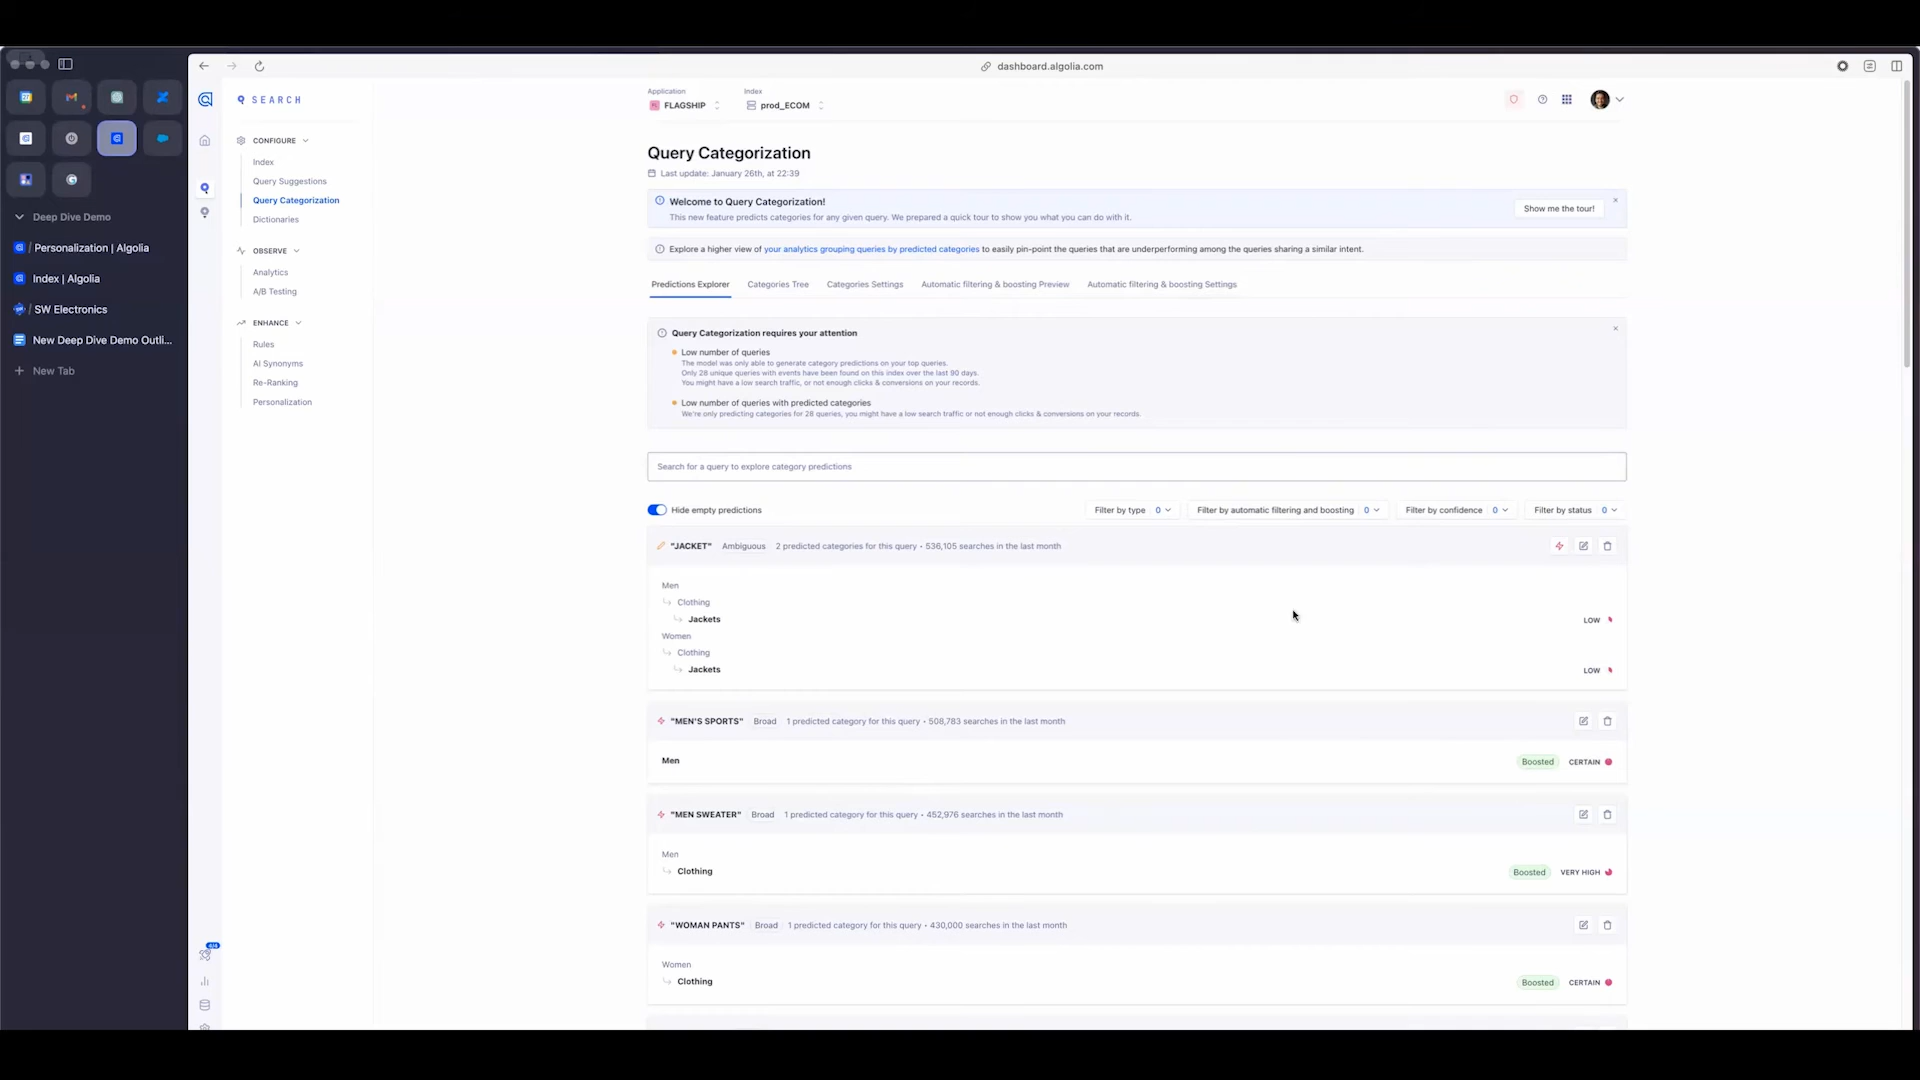 dashboard.algolia.com
SEARCH
Application
FLAGSHIP
Index
prod_ECOM
CONFIGURE
Index
Query Suggestions
Query Categorization
Dictionaries
OBSERVE
Analytics
A/B Testing
ENHANCE
Rules
AI Synonyms
Re-Ranking
Personalization
Deep Dive Demo
/ Personalization | Algolia
Index | Algolia
/ SW Electronics
New Deep Dive Demo Outli...
New Tab
Query Categorization
Last update: January 26th, at 22:39
Welcome to Query Categorization!
This new feature predicts categories for any given query. We prepared a quick tour to show you what you can do with it.
Show me the tour!
Explore a higher view of your analytics grouping queries by predicted categories to easily pin-point the queries that are underperforming among the queries sharing a similar intent.
Predictions Explorer
Categories Tree
Categories Settings
Automatic filtering & boosting Preview
Automatic filtering & boosting Settings
Query Categorization requires your attention
Low number of queries
The model was only able to generate category predictions on your top queries.
Only 28 unique queries with events have been found on this index over the last 90 days.
You might have a low search traffic, or not enough clicks & conversions on your records.
Low number of queries with predicted categories
We're only predicting categories for 28 queries, you might have a low search traffic or not enough clicks & conversions on your records.
Search for a query to explore category predictions
Hide empty predictions
Filter by type 0
Filter by automatic filtering and boosting 0
Filter by confidence 0
Filter by status 0
"JACKET" Ambiguous 2 predicted categories for this query • 536,105 searches in the last month
Men
Clothing
Jackets
LOW
Women
Clothing
Jackets
LOW
"MEN'S SPORTS" Broad 1 predicted category for this query • 508,783 searches in the last month
Men
Boosted CERTAIN
"MEN SWEATER" Broad 1 predicted category for this query • 452,976 searches in the last month
Men
Clothing
Boosted VERY HIGH
"WOMAN PANTS" Broad 1 predicted category for this query • 430,000 searches in the last month
Women
Clothing
Boosted CERTAIN